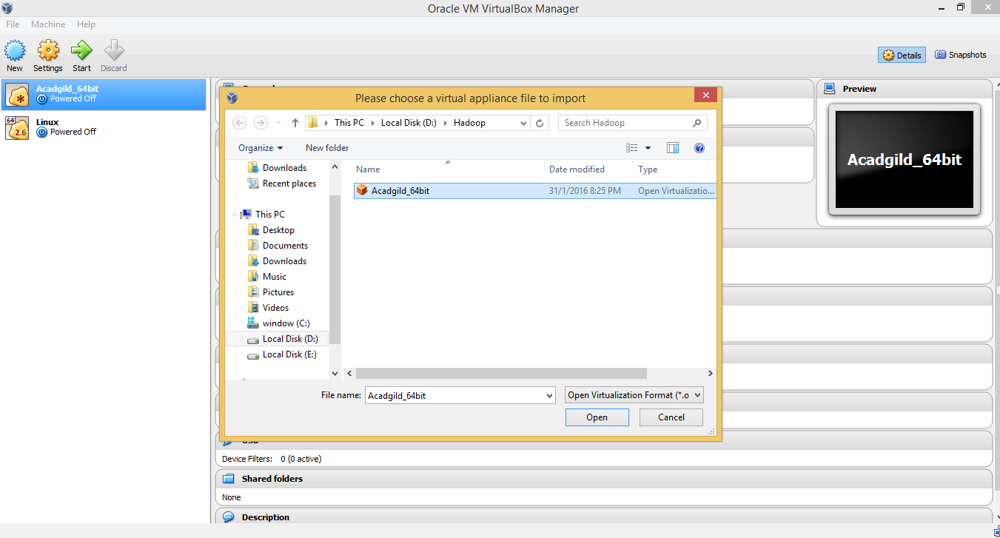 Oracle VM VirtualBox Manager
File Machine Help
New Settings Start Discard
Details Snapshots
Acadgild_64bit
Powered Off
64
2.6
Linux
Powered Off
Preview
Acadgild_64bit
Please choose a virtual appliance file to import
This PC Local Disk (D:) Hadoop
Search Hadoop
Organize New folder
Downloads
Recent places
This PC
Desktop
Documents
Downloads
Music
Pictures
Videos
window (C:)
Local Disk (D:)
Local Disk (E:)
Name Date modified Type
Acadgild_64bit 31/1/2016 8:25 PM Open Virtualizatio...
File name: Acadgild_64bit Open Virtualization Format (*.o
Open Cancel
Device Filters: 0 (0 active)
Shared folders
None
Description